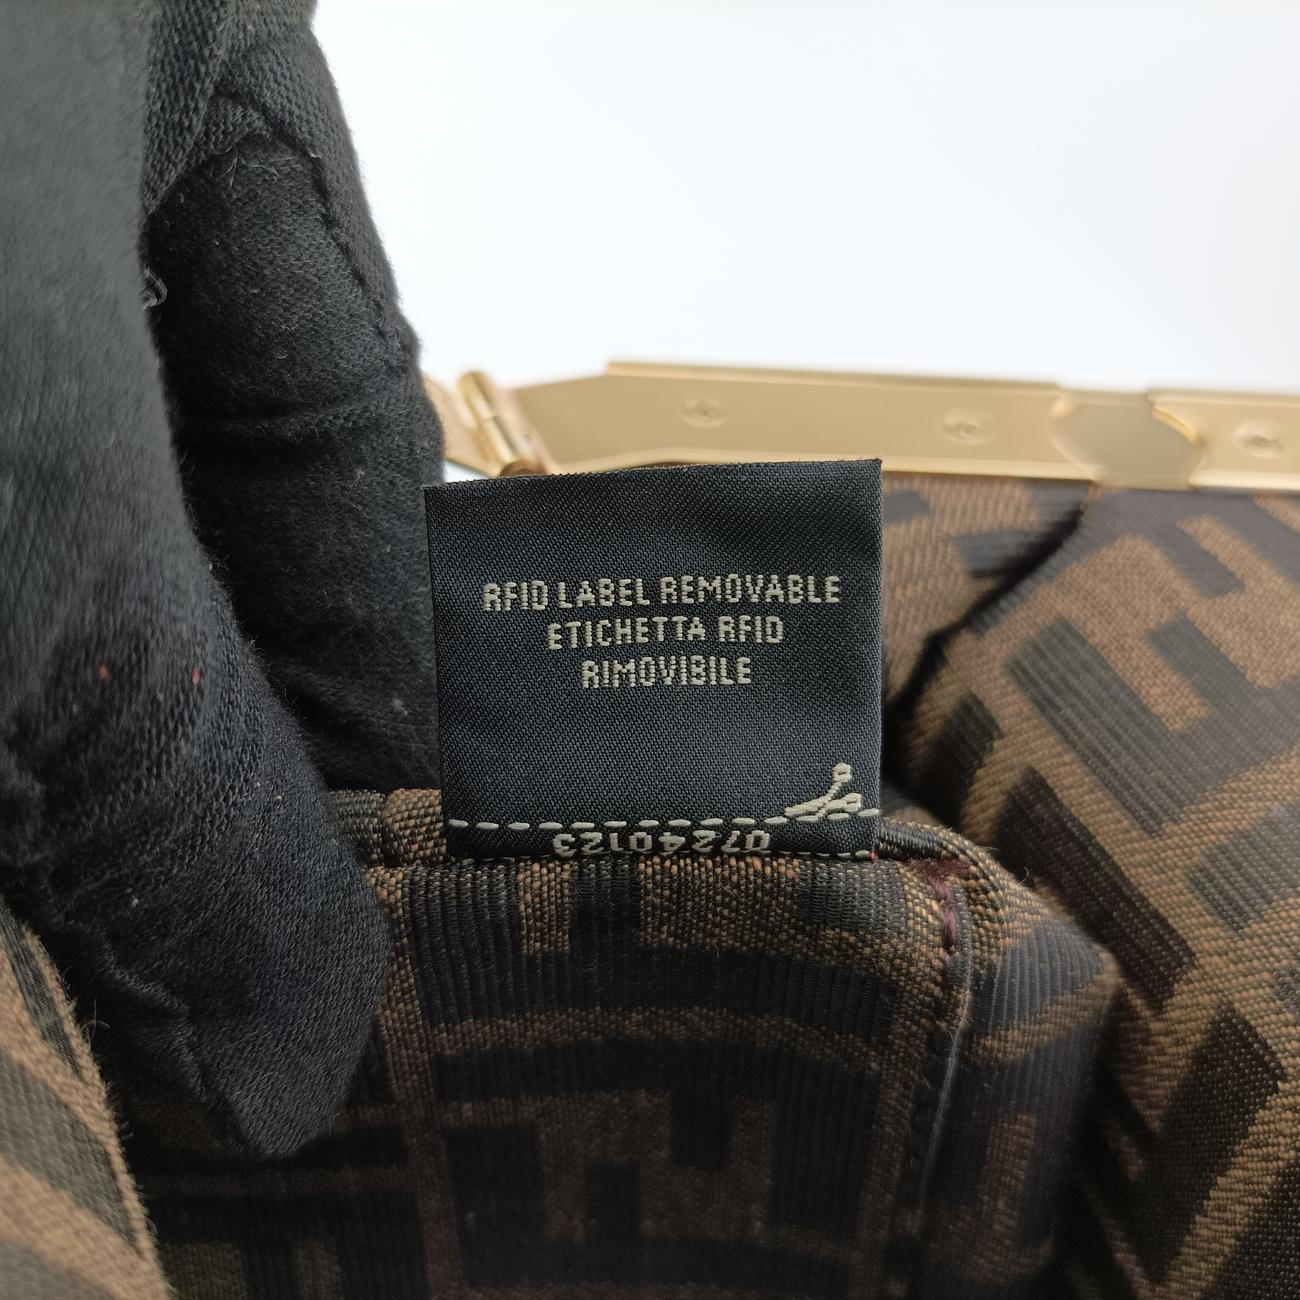 RFID LABEL REMOVABLE
ETICHETTA RFID
RIMOVIBILE
07240123